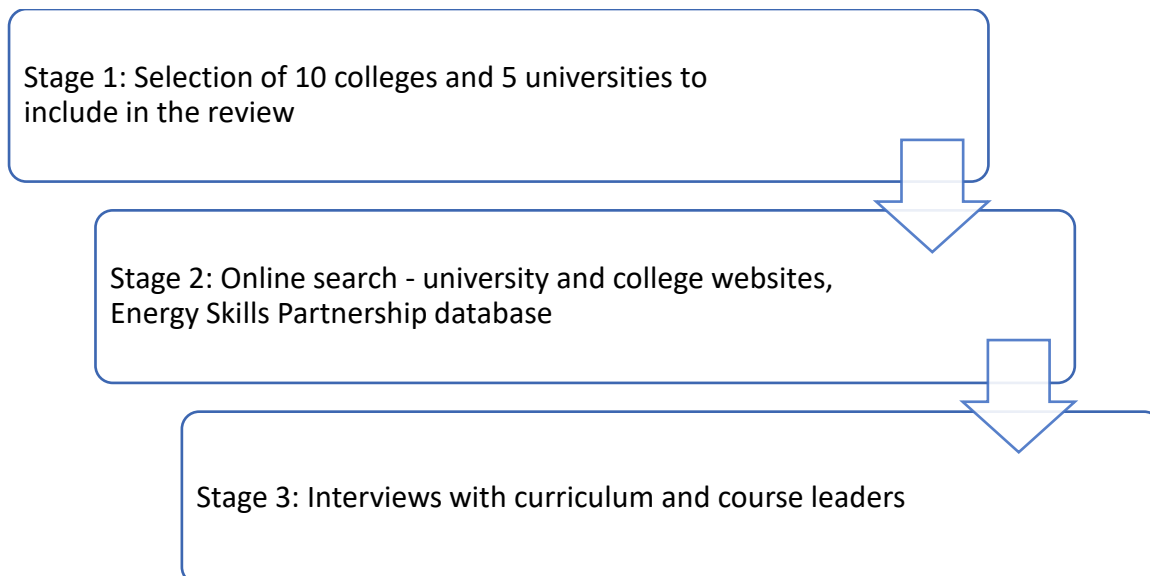 Stage 1: Selection of 10 colleges and 5 universities to
include in the review
Stage 2: Online search - university and college websites,
Energy Skills Partnership database
Stage 3: Interviews with curriculum and course leaders